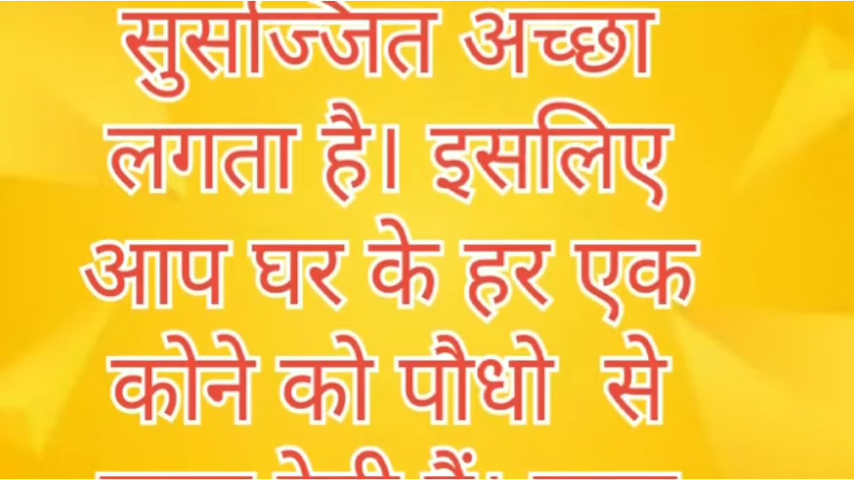 सुसज्जित अच्छा
लगता है। इसलिए
आप घर के हर एक
कोने को पौधो से